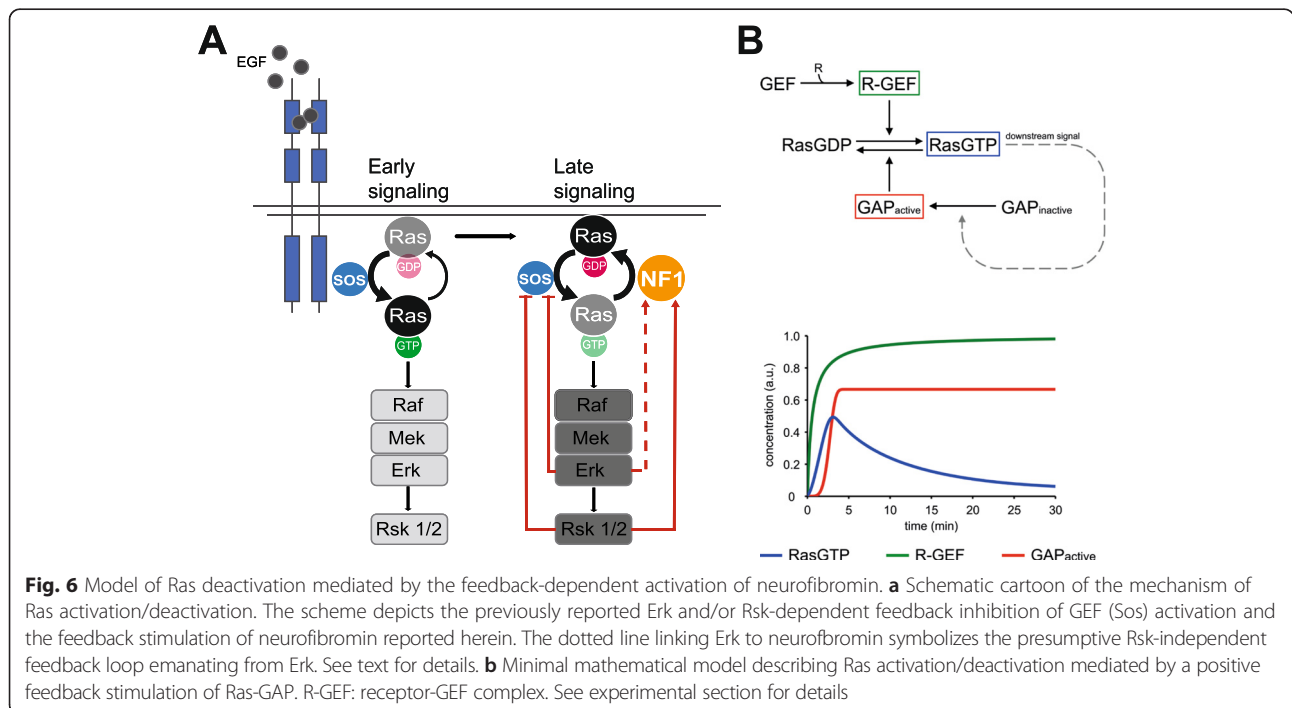 A
EGF
Early
signaling
Late
signaling
Ras
GDP
SOS
Ras
GTP
Raf
Mek
Erk
Rsk 1/2
Ras
GDP
SOS
NF1
Ras
GTP
Raf
Mek
Erk
Rsk 1/2
B
GEF R R-GEF
RasGDP RasGTP downstream signal
GAPactive GAPinactive
concentration (a.u.)
1.0
0.8
0.6
0.4
0.2
0
0 5 10 15 20 25 30
time (min)
RasGTP R-GEF GAPactive
Fig. 6 Model of Ras deactivation mediated by the feedback-dependent activation of neurofibromin. a Schematic cartoon of the mechanism of
Ras activation/deactivation. The scheme depicts the previously reported Erk and/or Rsk-dependent feedback inhibition of GEF (Sos) activation and
the feedback stimulation of neurofibromin reported herein. The dotted line linking Erk to neurofbromin symbolizes the presumptive Rsk-independent
feedback loop emanating from Erk. See text for details. b Minimal mathematical model describing Ras activation/deactivation mediated by a positive
feedback stimulation of Ras-GAP. R-GEF: receptor-GEF complex. See experimental section for details